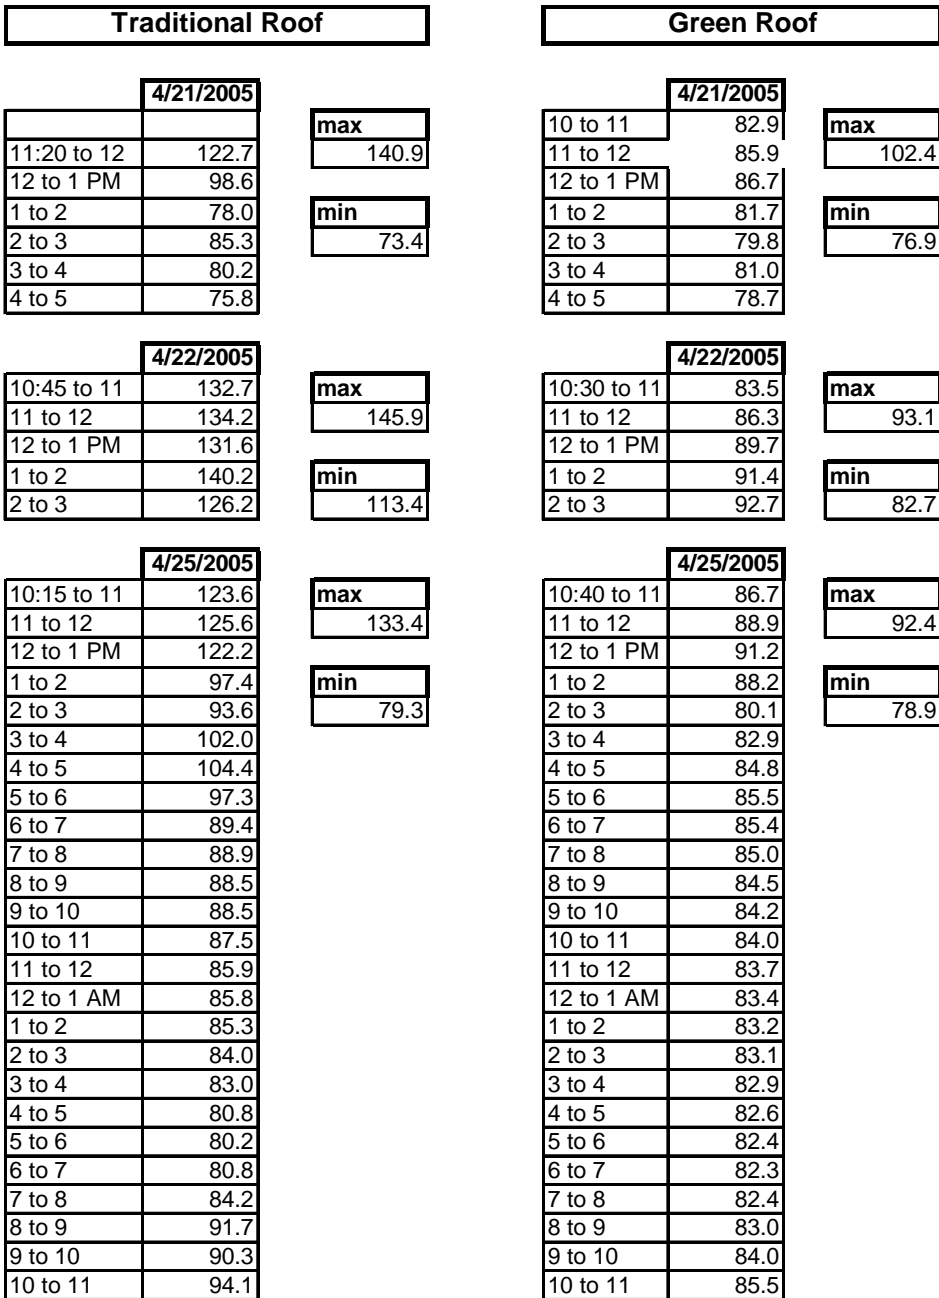 Traditional Roof Green Roof
4/21/2005 4/21/2005
max 10 to 11 82.9 max
11:20 to 12 122.7 140.9 11 to 12 85.9 102.4
12 to 1 PM 98.6 12 to 1 PM 86.7
1 to 2 78.0 min 1 to 2 81.7 min
2 to 3 85.3 73.4 2 to 3 79.8 76.9
3 to 4 80.2 3 to 4 81.0
4 to 5 75.8 4 to 5 78.7
4/22/2005 4/22/2005
10:45 to 11 132.7 max 10:30 to 11 83.5 max
11 to 12 134.2 145.9 11 to 12 86.3 93.1
12 to 1 PM 131.6 12 to 1 PM 89.7
1 to 2 140.2 min 1 to 2 91.4 min
2 to 3 126.2 113.4 2 to 3 92.7 82.7
4/25/2005 4/25/2005
10:15 to 11 123.6 max 10:40 to 11 86.7 max
11 to 12 125.6 133.4 11 to 12 88.9 92.4
12 to 1 PM 122.2 12 to 1 PM 91.2
1 to 2 97.4 min 1 to 2 88.2 min
2 to 3 93.6 79.3 2 to 3 80.1 78.9
3 to 4 102.0 3 to 4 82.9
4 to 5 104.4 4 to 5 84.8
5 to 6 97.3 5 to 6 85.5
6 to 7 89.4 6 to 7 85.4
7 to 8 88.9 7 to 8 85.0
8 to 9 88.5 8 to 9 84.5
9 to 10 88.5 9 to 10 84.2
10 to 11 87.5 10 to 11 84.0
11 to 12 85.9 11 to 12 83.7
12 to 1 AM 85.8 12 to 1 AM 83.4
1 to 2 85.3 1 to 2 83.2
2 to 3 84.0 2 to 3 83.1
3 to 4 83.0 3 to 4 82.9
4 to 5 80.8 4 to 5 82.6
5 to 6 80.2 5 to 6 82.4
6 to 7 80.8 6 to 7 82.3
7 to 8 84.2 7 to 8 82.4
8 to 9 91.7 8 to 9 83.0
9 to 10 90.3 9 to 10 84.0
10 to 11 94.1 10 to 11 85.5